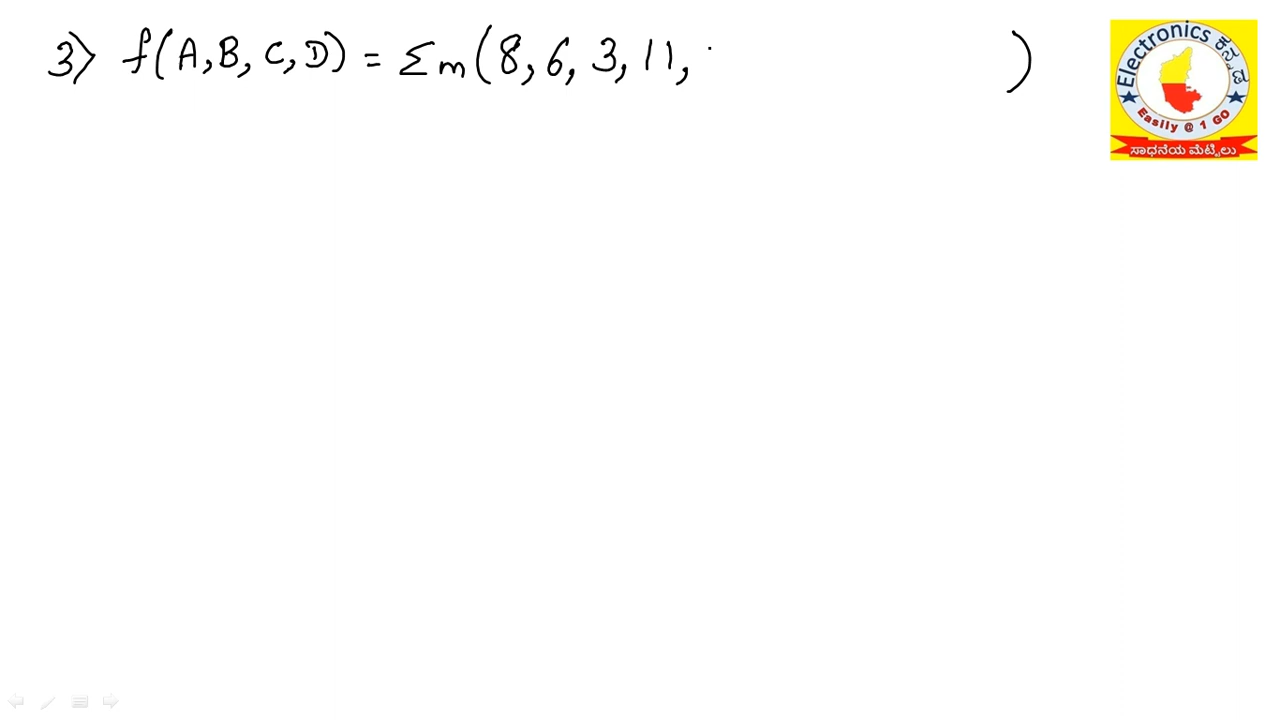 3) f(A,B,C,D) = Σm(8,6,3,11, )
Electronics ಕನ್ನಡ
Easily @ 1 GO
ಸಾಧನೆಯ ಮೆಟ್ಟಿಲು